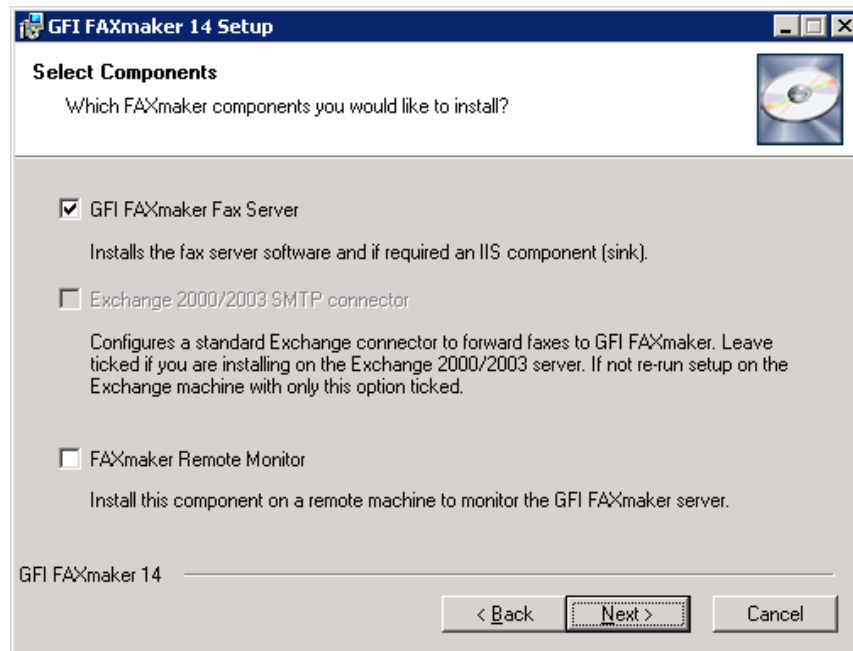 GFI FAXmaker 14 Setup
Select Components
Which FAXmaker components you would like to install?
GFI FAXmaker Fax Server
Installs the fax server software and if required an IIS component (sink).
Exchange 2000/2003 SMTP connector
Configures a standard Exchange connector to forward faxes to GFI FAXmaker. Leave
ticked if you are installing on the Exchange 2000/2003 server. If not re-run setup on the
Exchange machine with only this option ticked.
FAXmaker Remote Monitor
Install this component on a remote machine to monitor the GFI FAXmaker server.
GFI FAXmaker 14
< Back Next > Cancel